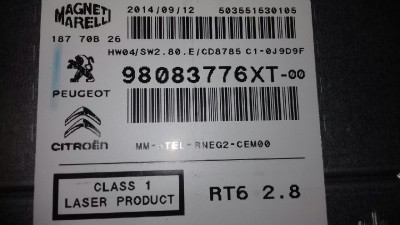 MAGNETI MARELLI
2014/09/12
503551530105
187 70B 26
HW04/SW2.80.E/CD8785 C1-0J9D9F
98083776XT-00
PEUGEOT
CITROËN
MM- -TEL-RNEG2-CEM00
CLASS 1
LASER PRODUCT
RT6 2.8